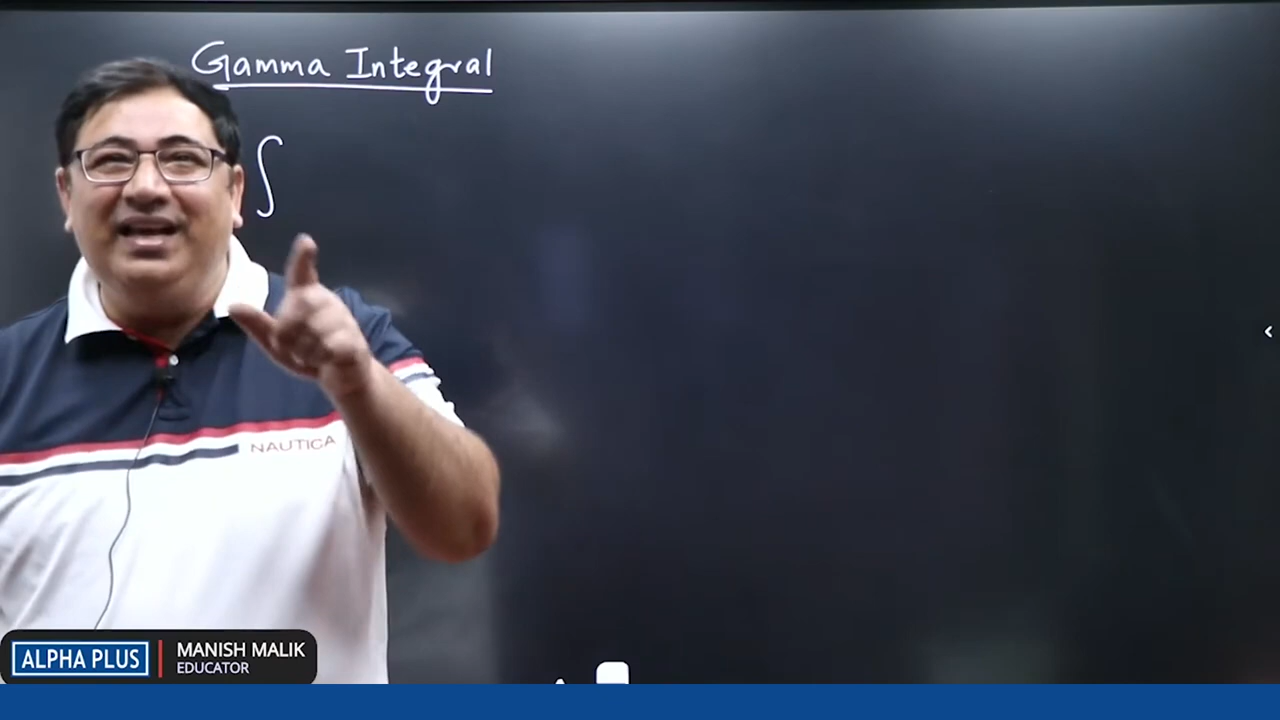 Gamma Integral
∫
NAUTICA
ALPHA PLUS
MANISH MALIK
EDUCATOR